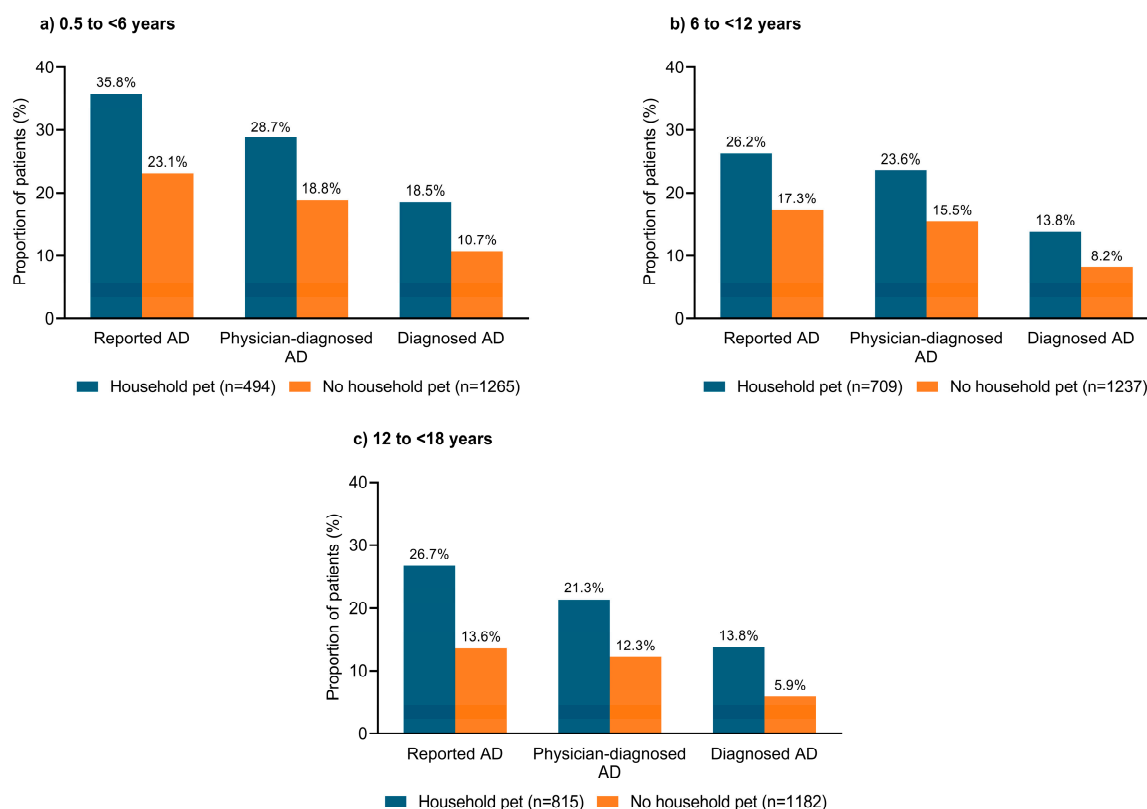 a) 0.5 to <6 years
Proportion of patients (%)
40
30
20
10
0
35.8%
23.1%
28.7%
18.8%
18.5%
10.7%
Reported AD
Physician-diagnosed
AD
Diagnosed AD
Household pet (n=494) No household pet (n=1265)
b) 6 to <12 years
Proportion of patients (%)
40
30
20
10
0
26.2%
17.3%
23.6%
15.5%
13.8%
8.2%
Reported AD
Physician-diagnosed
AD
Diagnosed AD
Household pet (n=709) No household pet (n=1237)
c) 12 to <18 years
Proportion of patients (%)
40
30
20
10
0
26.7%
13.6%
21.3%
12.3%
13.8%
5.9%
Reported AD
Physician-diagnosed
AD
Diagnosed AD
Household pet (n=815) No household pet (n=1182)